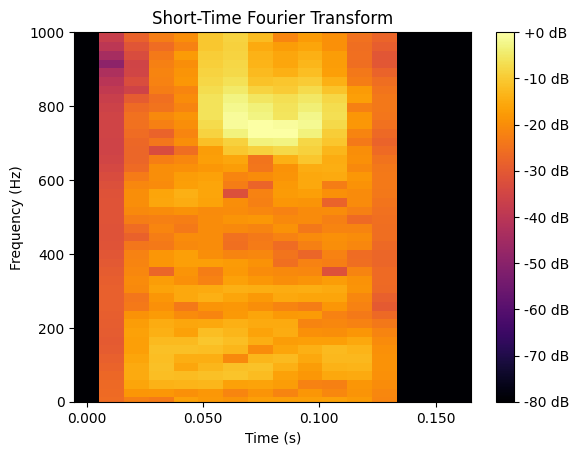 Short-Time Fourier Transform
1000
800
600
400
200
0
Frequency (Hz)
0.000
0.050
0.100
0.150
Time (s)
+0 dB
-10 dB
-20 dB
-30 dB
-40 dB
-50 dB
-60 dB
-70 dB
-80 dB